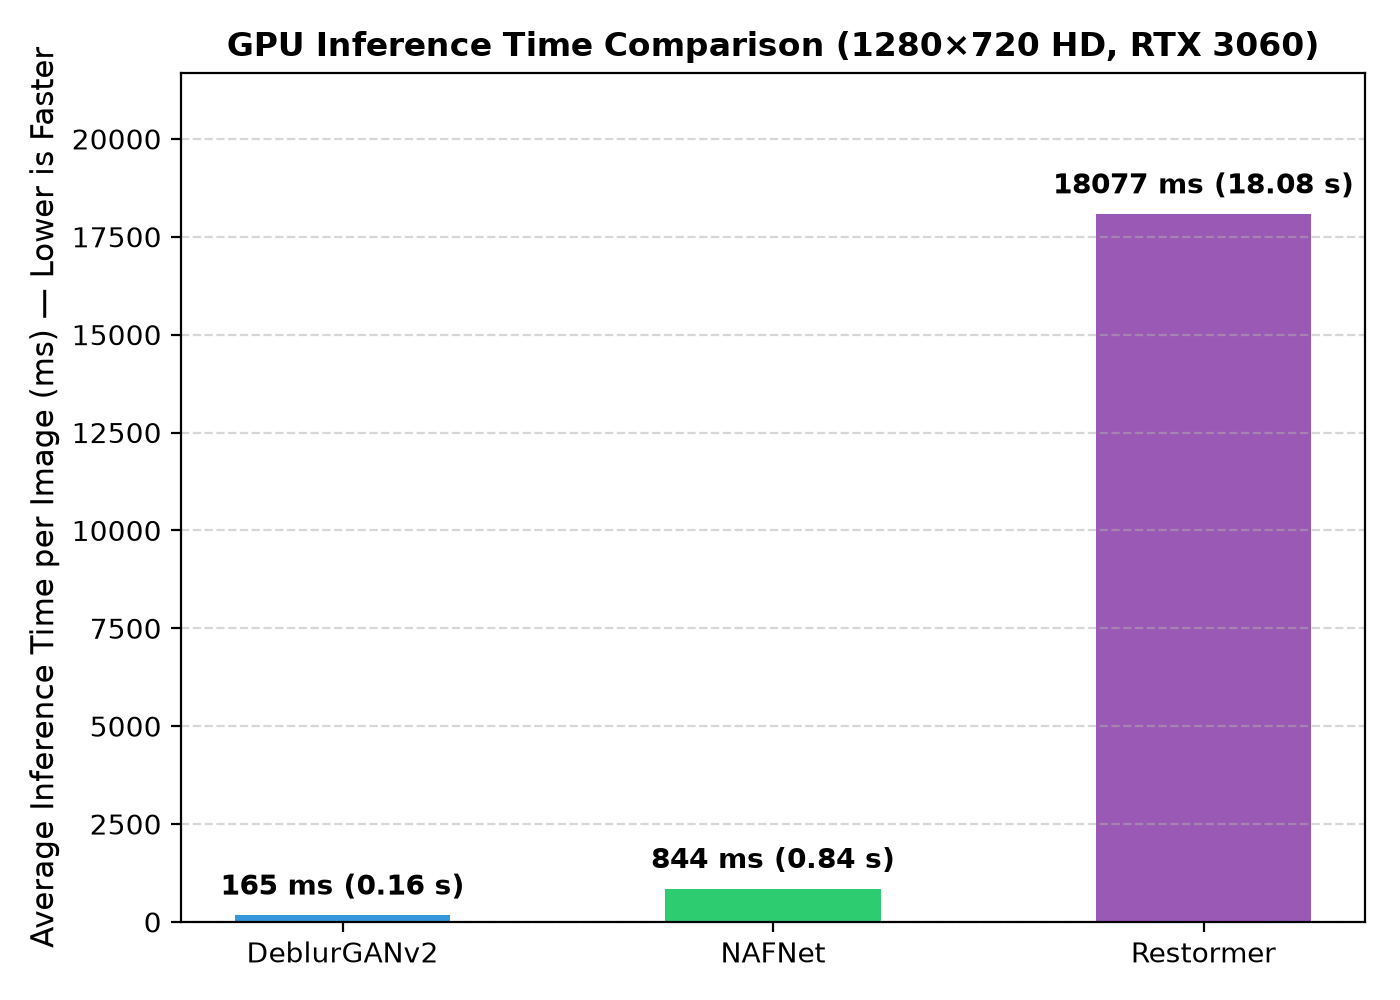 GPU Inference Time Comparison (1280×720 HD, RTX 3060)
Average Inference Time per Image (ms) — Lower is Faster
20000
17500
15000
12500
10000
7500
5000
2500
0
165 ms (0.16 s)
844 ms (0.84 s)
18077 ms (18.08 s)
DeblurGANv2
NAFNet
Restormer